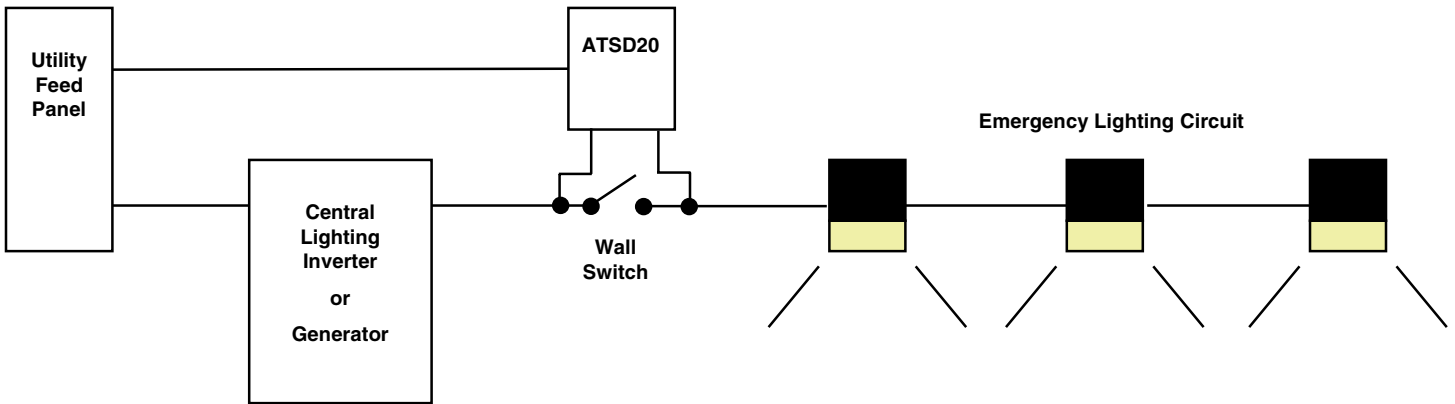 Utility
Feed
Panel
ATSD20
Emergency Lighting Circuit
Central
Lighting
Inverter
or
Generator
Wall
Switch